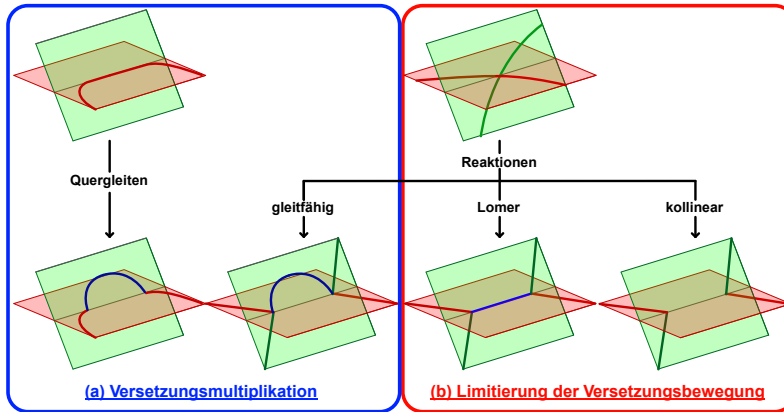 Reaktionen
Quergleiten
gleitfähig
Lomer
kollinear
(a) Versetzungsmultiplikation
(b) Limitierung der Versetzungsbewegung